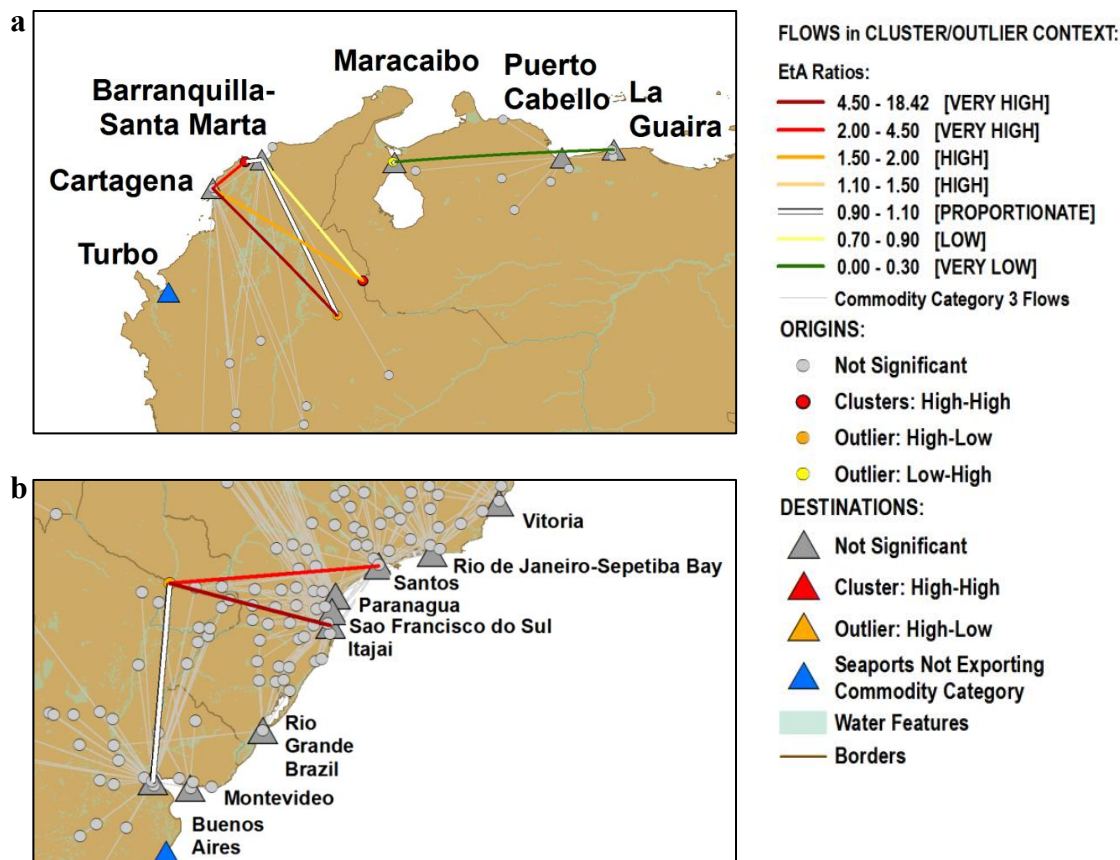 a
Maracaibo
Puerto
Cabello
La
Guaira
Barranquilla-
Santa Marta
Cartagena
Turbo
b
Vitoria
Rio de Janeiro-Sepetiba Bay
Santos
Paranagua
Sao Francisco do Sul
Itajai
Rio
Grande
Brazil
Montevideo
Buenos
Aires
FLOWS in CLUSTER/OUTLIER CONTEXT:
EtA Ratios:
4.50 - 18.42 [VERY HIGH]
2.00 - 4.50 [VERY HIGH]
1.50 - 2.00 [HIGH]
1.10 - 1.50 [HIGH]
0.90 - 1.10 [PROPORTIONATE]
0.70 - 0.90 [LOW]
0.00 - 0.30 [VERY LOW]
Commodity Category 3 Flows
ORIGINS:
Not Significant
Clusters: High-High
Outlier: High-Low
Outlier: Low-High
DESTINATIONS:
Not Significant
Cluster: High-High
Outlier: High-Low
Seaports Not Exporting
Commodity Category
Water Features
Borders